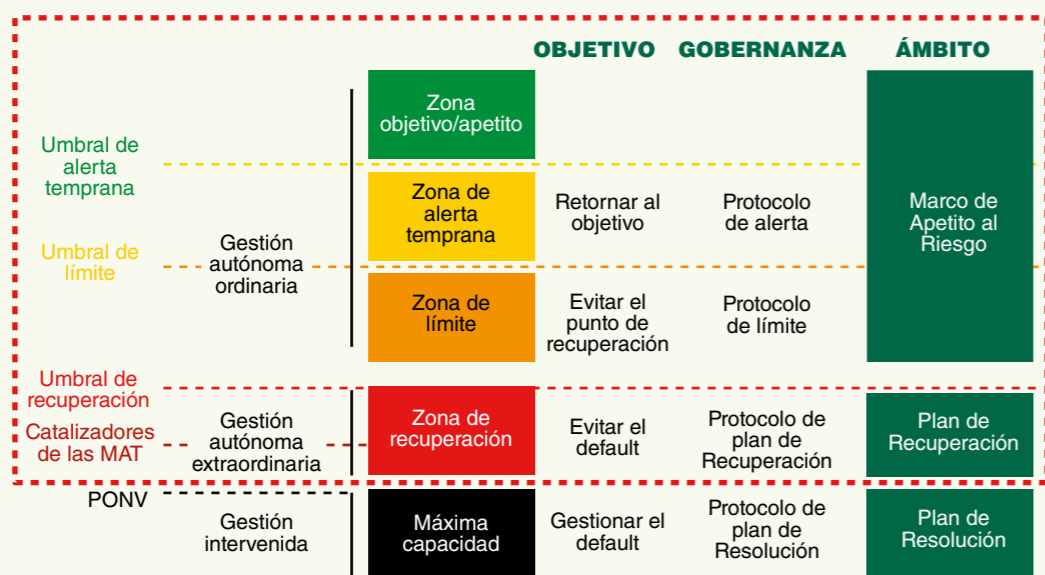 OBJETIVO
GOBERNANZA
ÁMBITO
Zona
objetivo/apetito
Umbral de
alerta
temprana
Zona de
alerta
temprana
Retornar al
objetivo
Protocolo
de alerta
Marco de
Apetito al
Riesgo
Umbral de
límite
Gestión
autónoma
ordinaria
Zona de
límite
Evitar el
punto de
recuperación
Protocolo
de límite
Umbral de
recuperación
Catalizadores
de las MAT
Gestión
autónoma
extraordinaria
Zona de
recuperación
Evitar el
default
Protocolo de
plan de
Recuperación
Plan de
Recuperación
PONV
Gestión
intervenida
Máxima
capacidad
Gestionar el
default
Protocolo de
plan de
Resolución
Plan de
Resolución